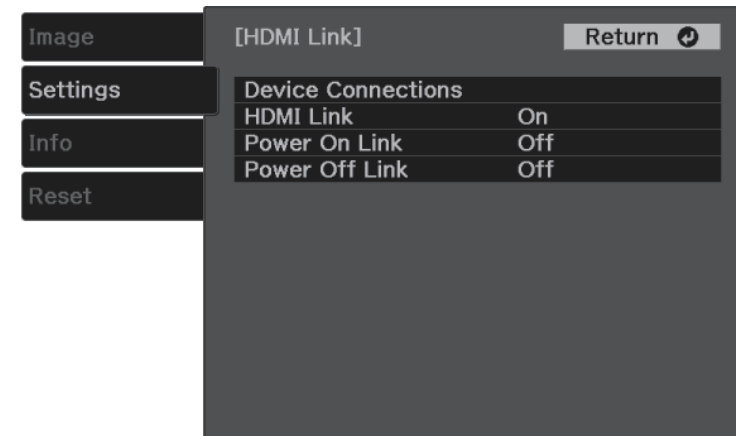 Image
Settings
Info
Reset
[HDMI Link]
Return
Device Connections
HDMI Link On
Power On Link Off
Power Off Link Off